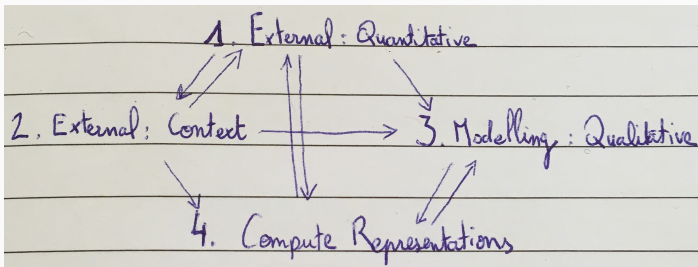 1. External: Quantitative
2. External: Context
3. Modelling: Qualitative
4. Compute Representations